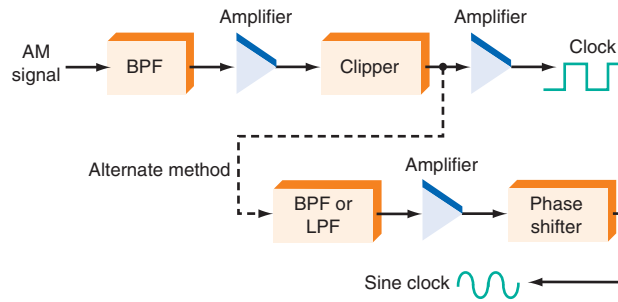 Amplifier
Amplifier
AM
signal
BPF
Clipper
Clock
Alternate method
Amplifier
BPF or
LPF
Phase
shifter
Sine clock